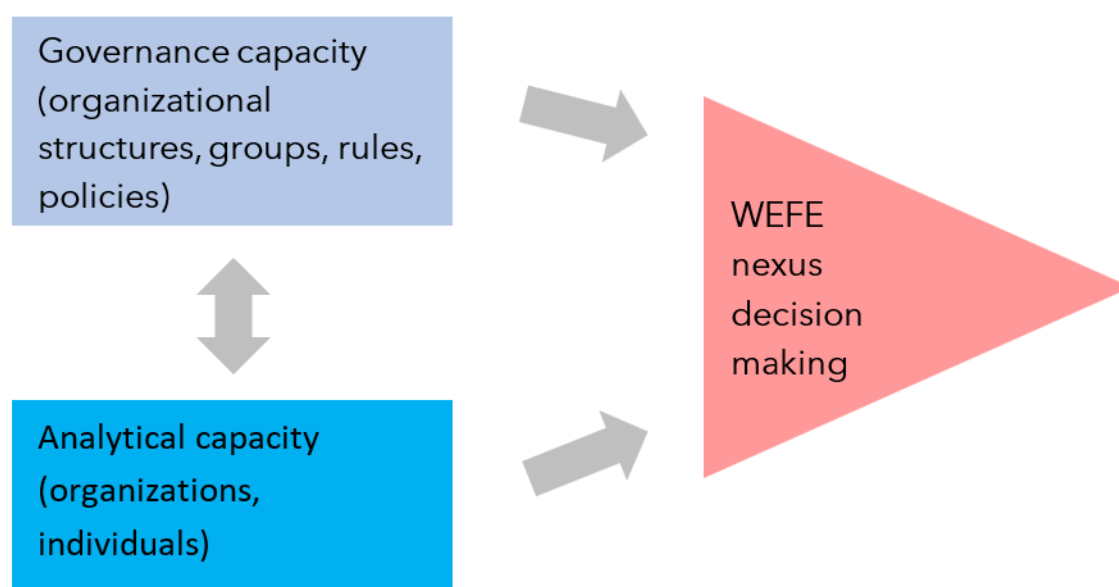 Governance capacity
(organizational
structures, groups, rules,
policies)
WEFE
nexus
decision
making
Analytical capacity
(organizations,
individuals)